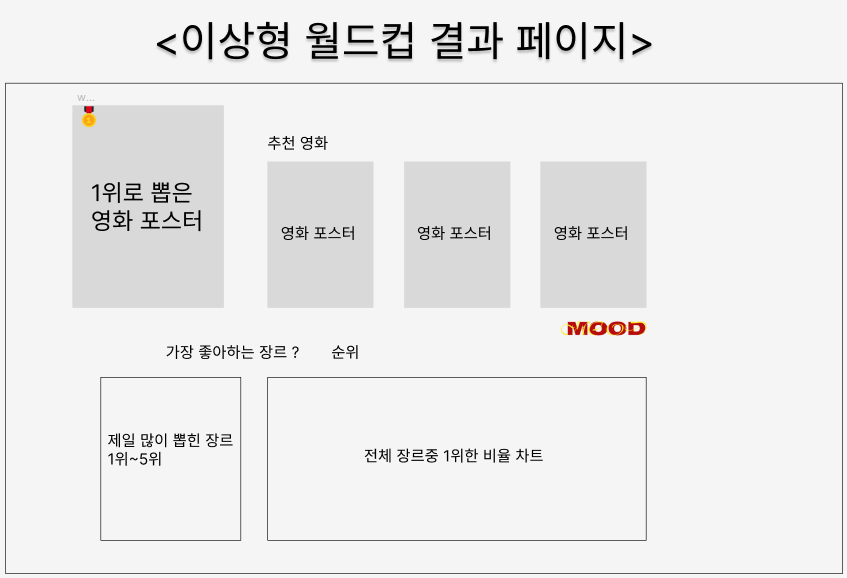 <이상형 월드컵 결과 페이지>
w...
1위로 뽑은
영화 포스터
추천 영화
영화 포스터
영화 포스터
영화 포스터
MOOD
가장 좋아하는 장르 ?
순위
제일 많이 뽑힌 장르
1위~5위
전체 장르중 1위한 비율 차트